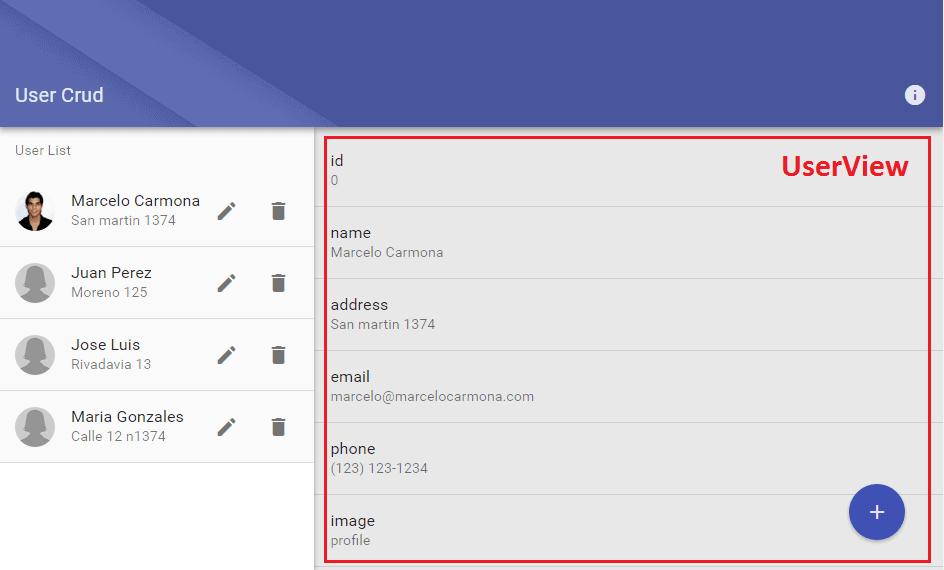 User Crud
i
User List
Marcelo Carmona
San martin 1374
Juan Perez
Moreno 125
Jose Luis
Rivadavia 13
Maria Gonzales
Calle 12 n1374
UserView
id
0
name
Marcelo Carmona
address
San martin 1374
email
marcelo@marcelocarmona.com
phone
(123) 123-1234
image
profile
+